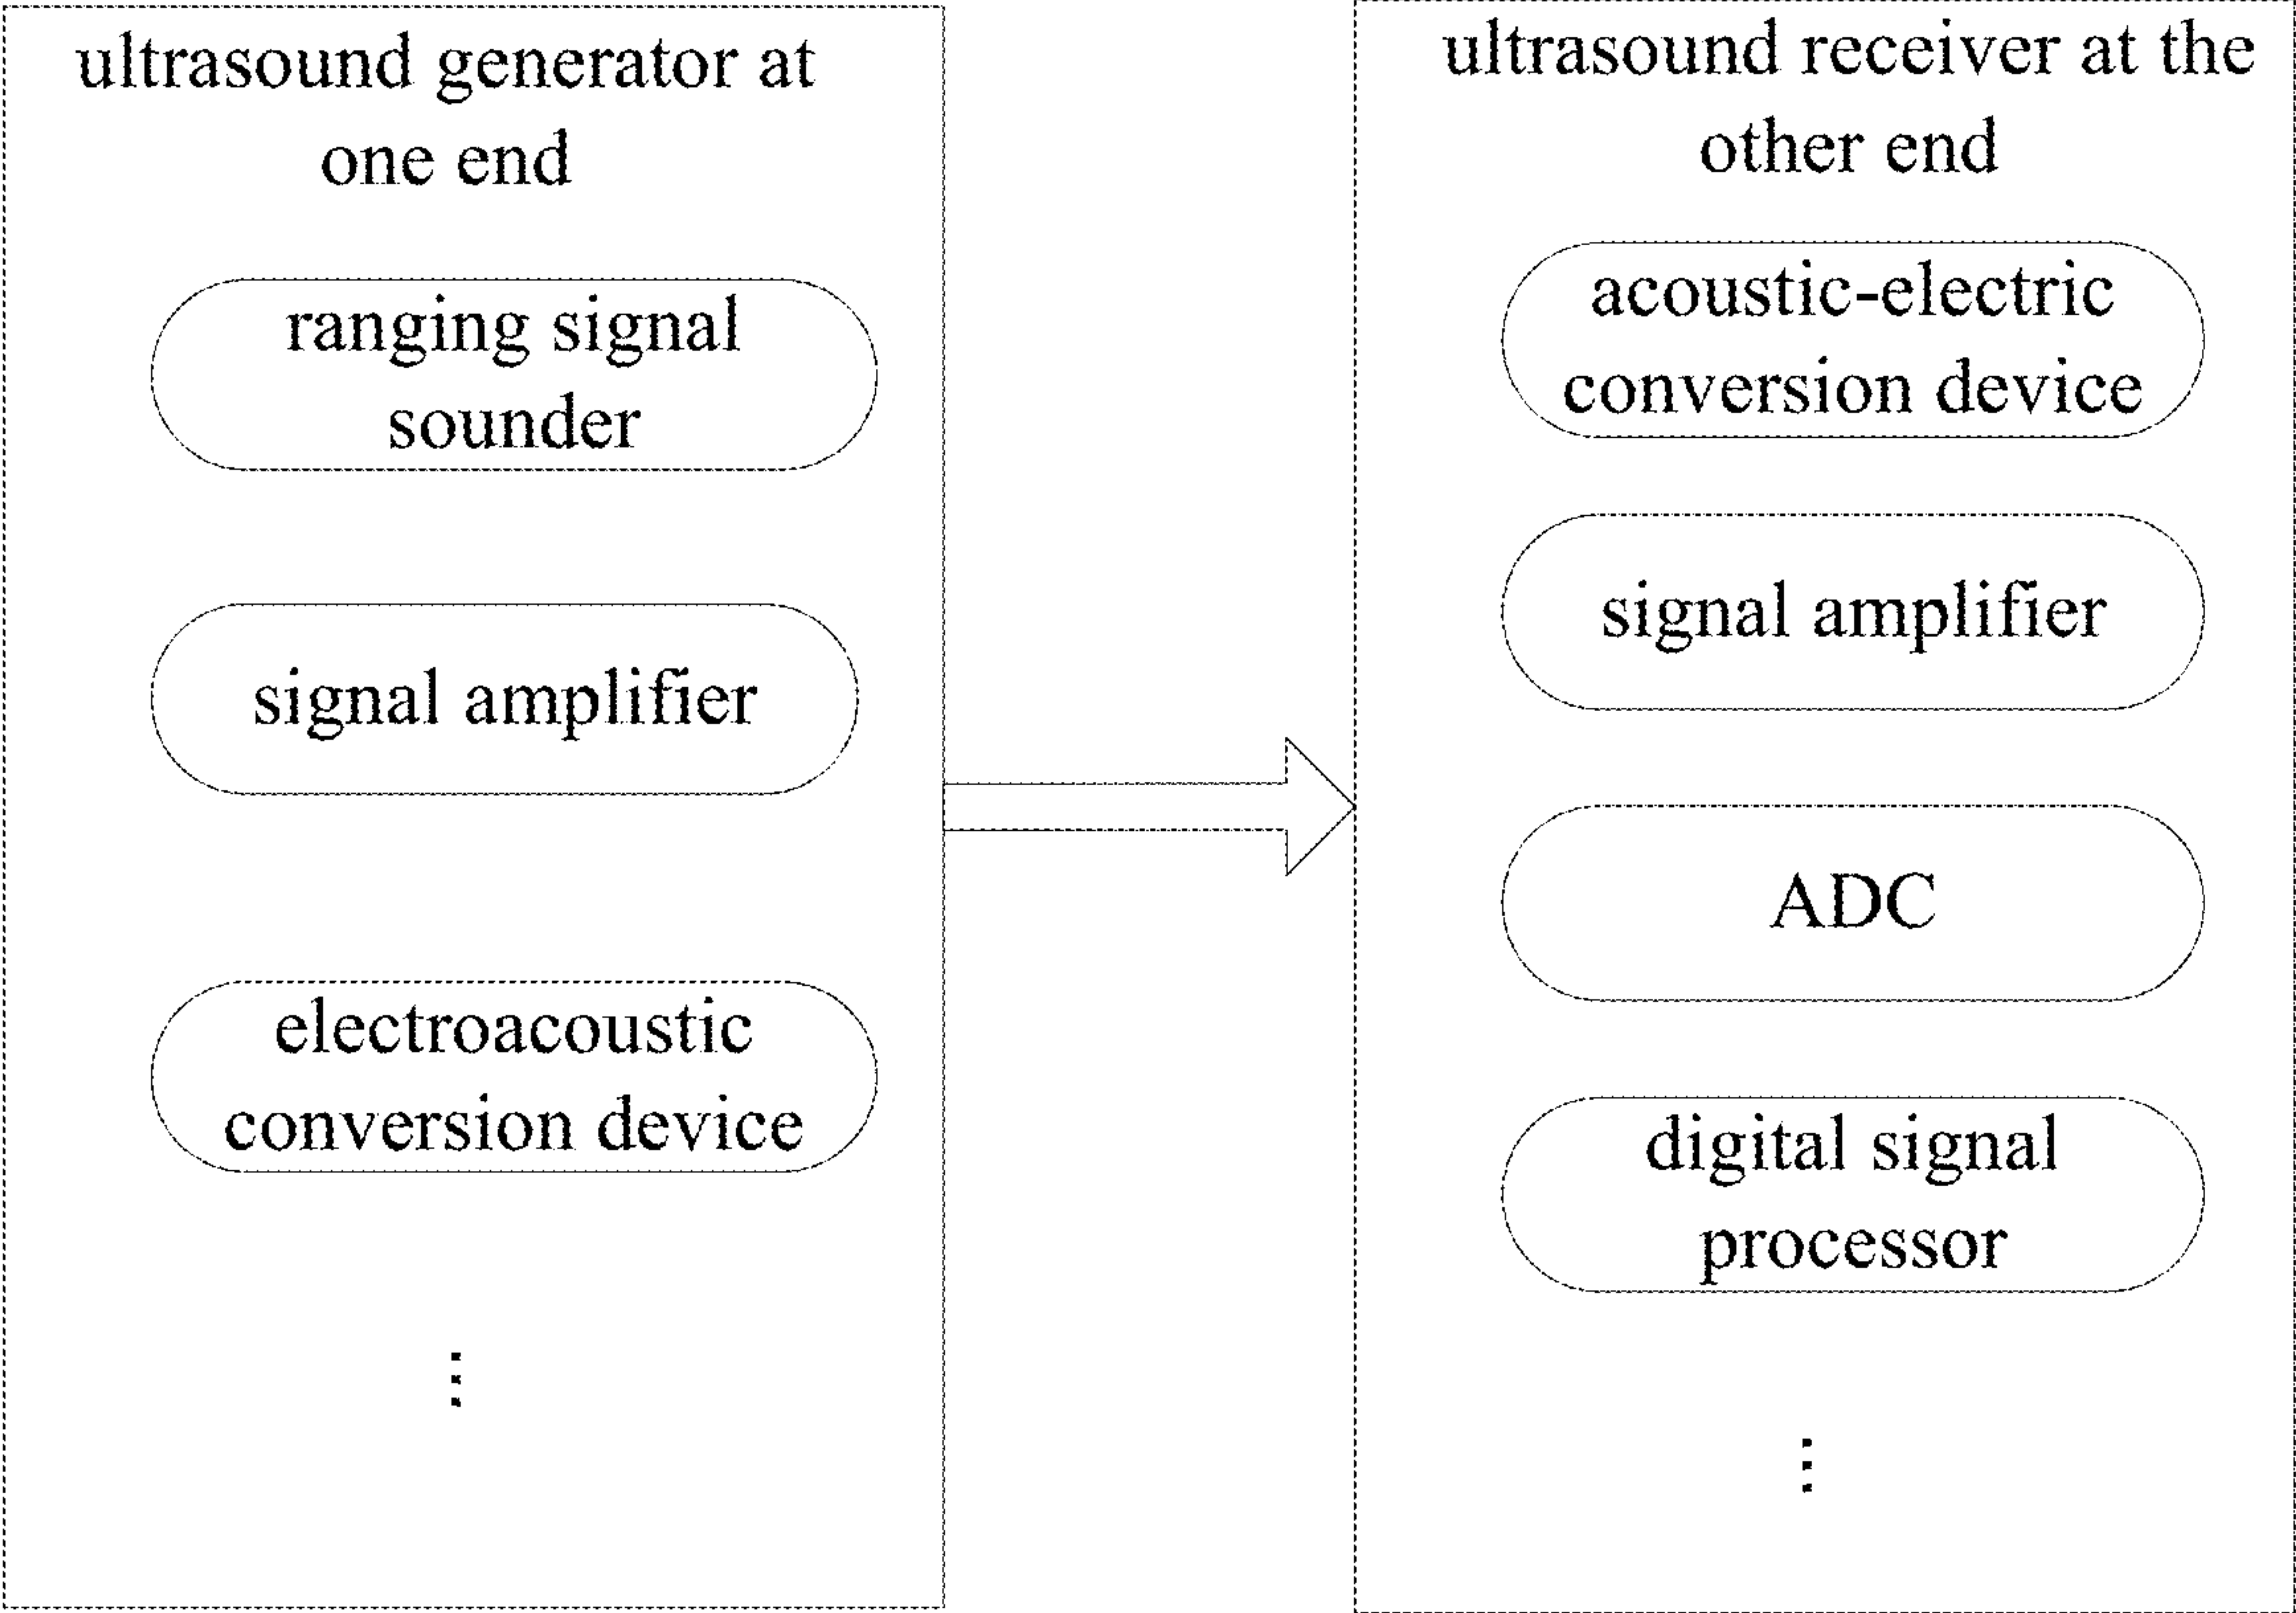 ultrasound generator at
one end
ranging signal
sounder
signal amplifier
electroacoustic
conversion device
⋮
ultrasound receiver at the
other end
acoustic-electric
conversion device
signal amplifier
ADC
digital signal
processor
⋮